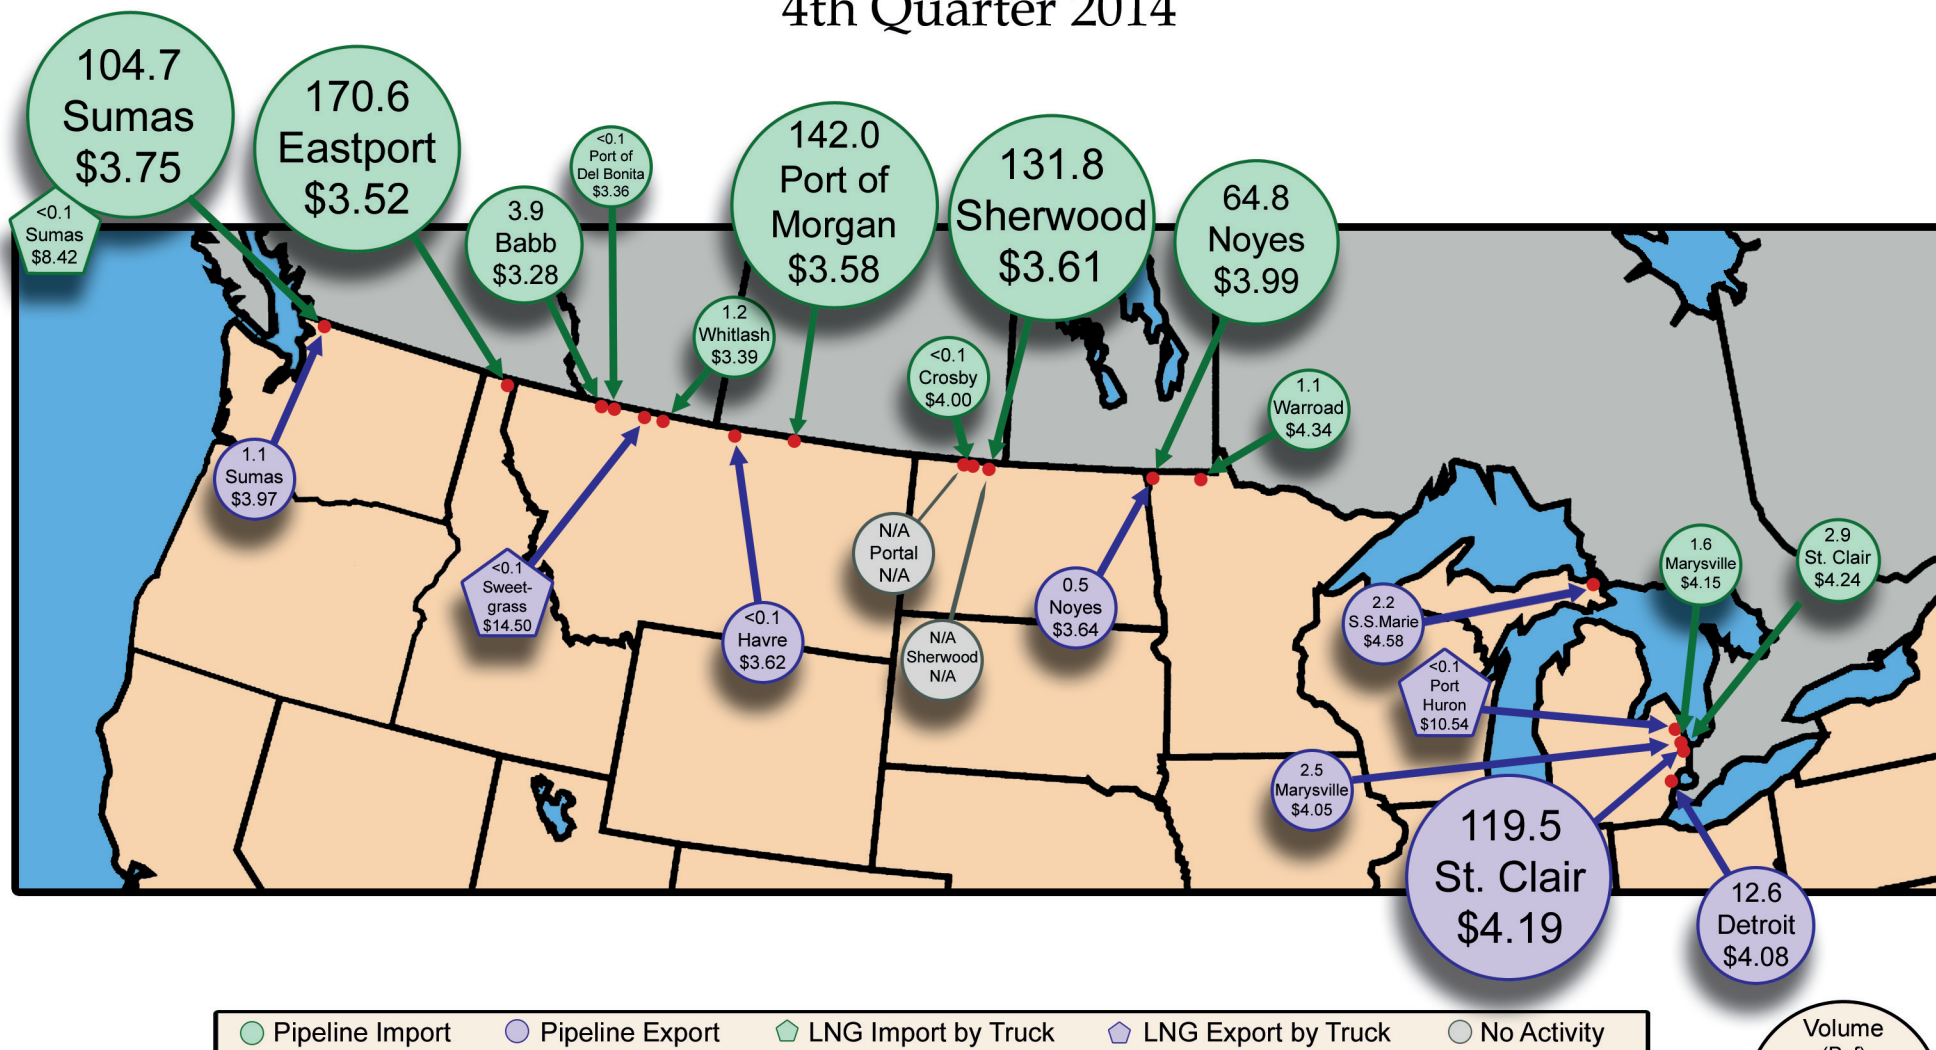 4th Quarter 2014
104.7
Sumas
$3.75
<0.1
Sumas
$8.42
170.6
Eastport
$3.52
3.9
Babb
$3.28
<0.1
Port of
Del Bonita
$3.36
1.2
Whitlash
$3.39
142.0
Port of
Morgan
$3.58
<0.1
Crosby
$4.00
131.8
Sherwood
$3.61
64.8
Noyes
$3.99
1.1
Warroad
$4.34
1.6
Marysville
$4.15
2.9
St. Clair
$4.24
1.1
Sumas
$3.97
<0.1
Sweet-
grass
$14.50
<0.1
Havre
$3.62
N/A
Portal
N/A
N/A
Sherwood
N/A
0.5
Noyes
$3.64
2.2
S.S.Marie
$4.58
<0.1
Port
Huron
$10.54
2.5
Marysville
$4.05
119.5
St. Clair
$4.19
12.6
Detroit
$4.08
Pipeline Import
Pipeline Export
LNG Import by Truck
LNG Export by Truck
No Activity
Volume